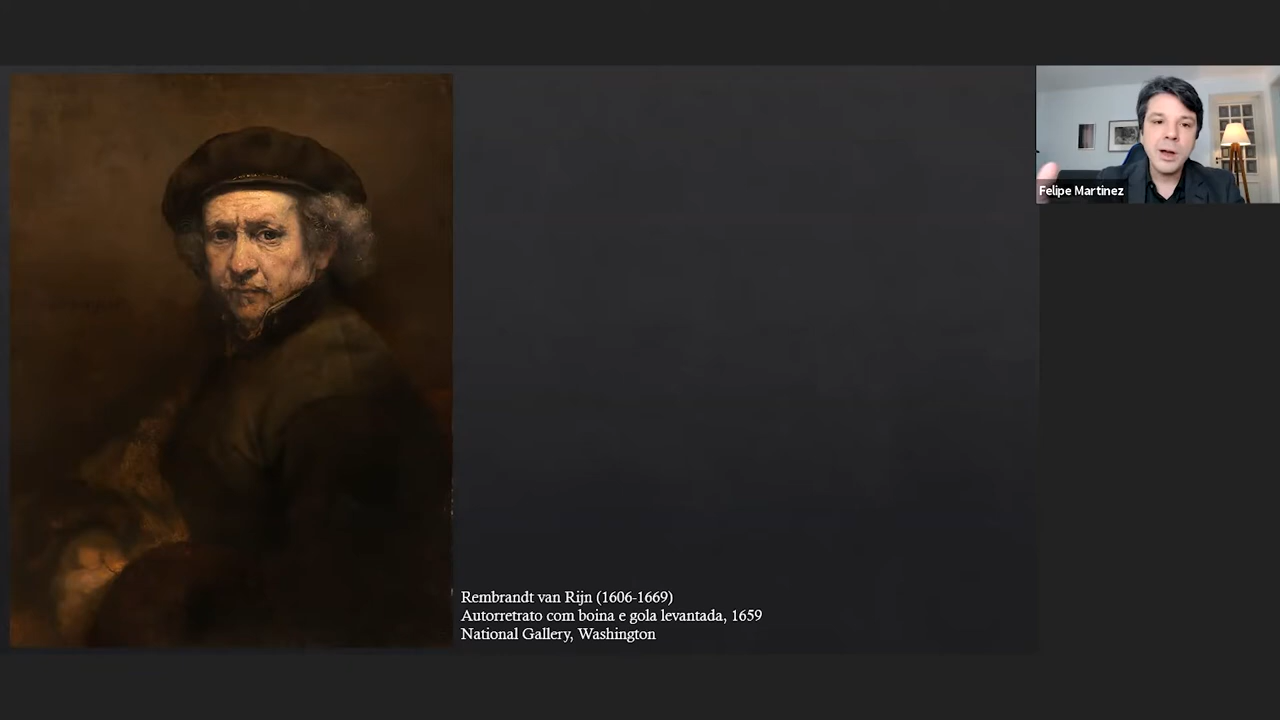 Felipe Martinez
Rembrandt van Rijn (1606-1669)
Autorretrato com boina e gola levantada, 1659
National Gallery, Washington